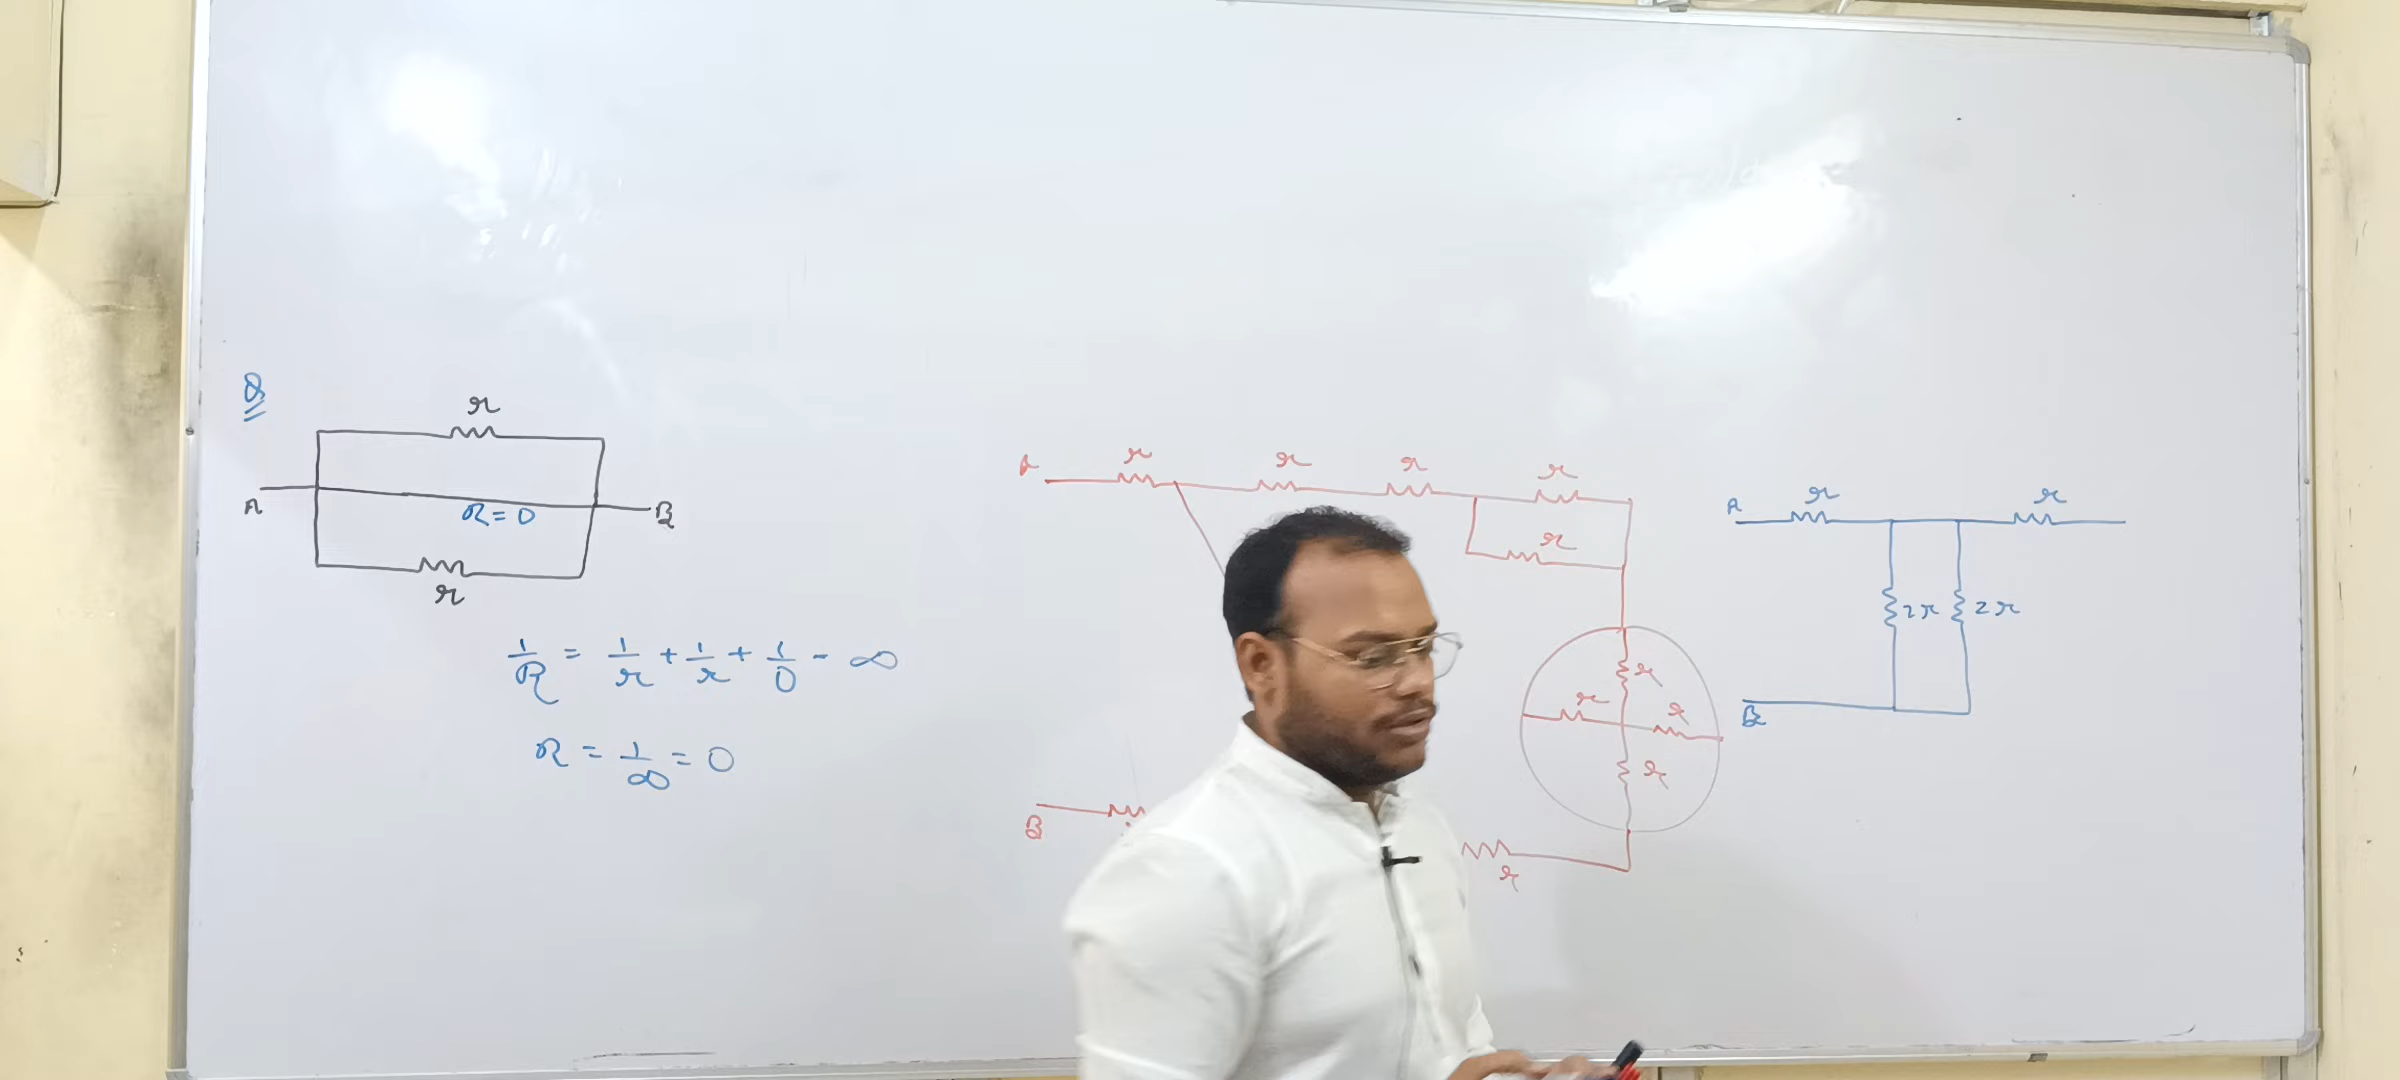 Q
r
A
R = 0
B
r
1/R = 1/r + 1/r + 1/0 - ∞
R = 1/∞ = 0
A r r r r
r
r
r r
r
B
r
A r r
2r 2r
B